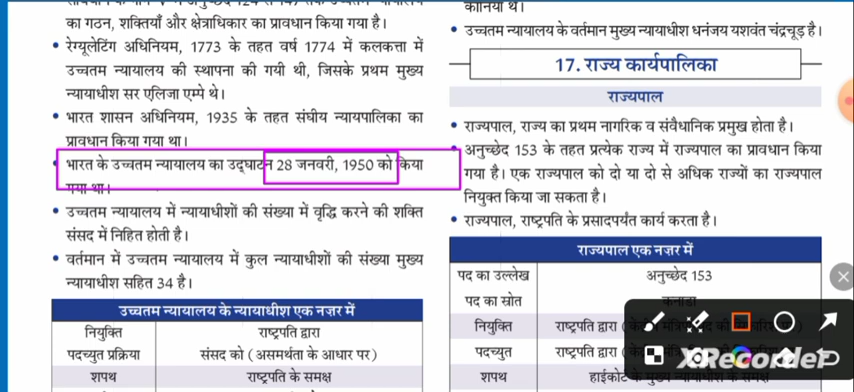 का गठन, शक्तियाँ और क्षेत्राधिकार का प्रावधान किया गया है।
• रेग्यूलेटिंग अधिनियम, 1773 के तहत वर्ष 1774 में कलकत्ता में
उच्चतम न्यायालय की स्थापना की गयी थी, जिसके प्रथम मुख्य
न्यायाधीश सर एलिजा एम्पे थे।
• भारत शासन अधिनियम, 1935 के तहत संघीय न्यायपालिका का
प्रावधान किया गया था।
• भारत के उच्चतम न्यायालय का उद्घाटन 28 जनवरी, 1950 को किया
गया था।
• उच्चतम न्यायालय में न्यायाधीशों की संख्या में वृद्धि करने की शक्ति
संसद में निहित होती है।
• वर्तमान में उच्चतम न्यायालय में कुल न्यायाधीशों की संख्या मुख्य
न्यायाधीश सहित 34 है।
उच्चतम न्यायालय के न्यायाधीश एक नज़र में
नियुक्ति राष्ट्रपति द्वारा
पदच्युत प्रक्रिया संसद को (असमर्थता के आधार पर)
शपथ राष्ट्रपति के समक्ष
• उच्चतम न्यायालय के वर्तमान मुख्य न्यायाधीश धनंजय यशवंत चंद्रचूड़ है।
17. राज्य कार्यपालिका
राज्यपाल
• राज्यपाल, राज्य का प्रथम नागरिक व संवैधानिक प्रमुख होता है।
• अनुच्छेद 153 के तहत प्रत्येक राज्य में राज्यपाल का प्रावधान किया
गया है। एक राज्यपाल को दो या दो से अधिक राज्यों का राज्यपाल
नियुक्त किया जा सकता है।
• राज्यपाल, राष्ट्रपति के प्रसादपर्यंत कार्य करता है।
राज्यपाल एक नजर में
पद का उल्लेख अनुच्छेद 153
पद का स्रोत कनाडा
नियुक्ति राष्ट्रपति द्वारा
पदच्युत राष्ट्रपति द्वारा
शपथ हाईकोर्ट के मुख्य न्यायाधीश के समक्ष
XRecorder